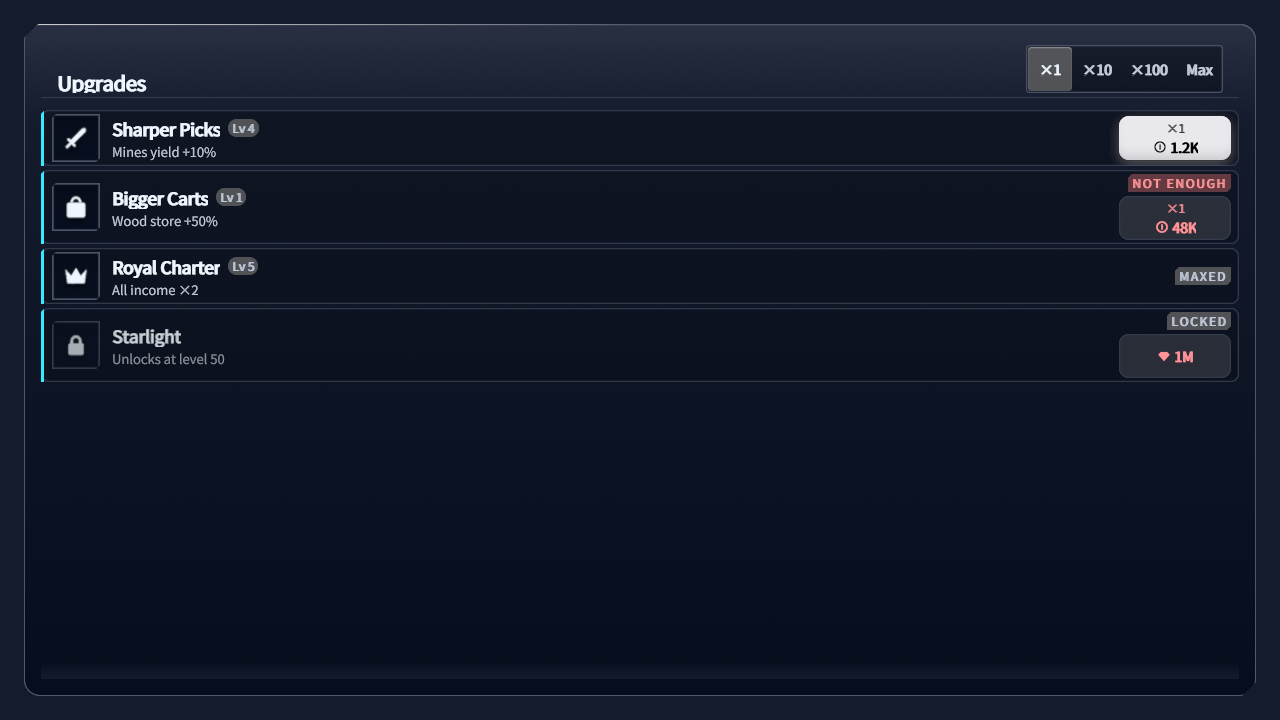 Upgrades
×1 ×10 ×100 Max
Sharper Picks Lv 4
Mines yield +10%
×1
1.2K
Bigger Carts Lv 1
Wood store +50%
NOT ENOUGH
×1
48K
Royal Charter Lv 5
All income ×2
MAXED
Starlight
Unlocks at level 50
LOCKED
1M